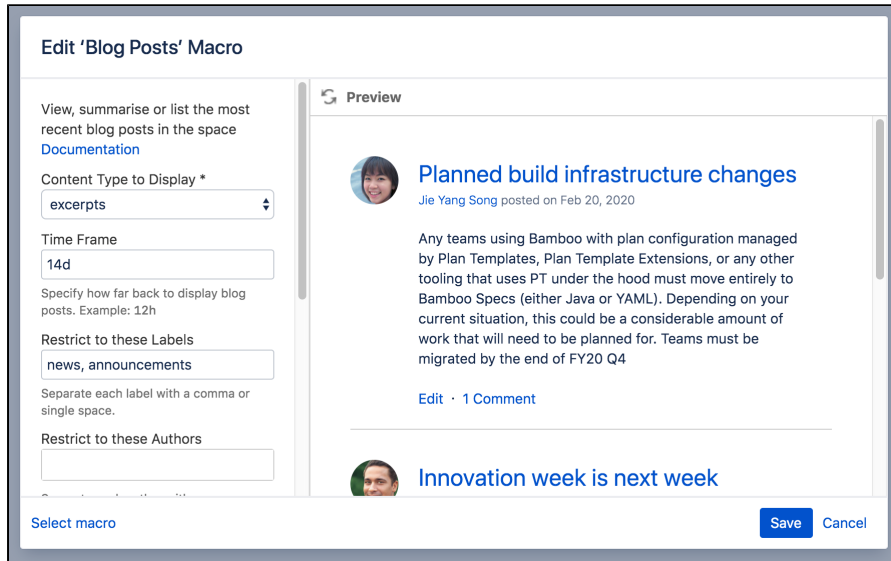 Edit ‘Blog Posts’ Macro
View, summarise or list the most
recent blog posts in the space
Documentation
Content Type to Display *
excerpts
Time Frame
14d
Specify how far back to display blog
posts. Example: 12h
Restrict to these Labels
news, announcements
Separate each label with a comma or
single space.
Restrict to these Authors
Preview
Planned build infrastructure changes
Jie Yang Song posted on Feb 20, 2020
Any teams using Bamboo with plan configuration managed
by Plan Templates, Plan Template Extensions, or any other
tooling that uses PT under the hood must move entirely to
Bamboo Specs (either Java or YAML). Depending on your
current situation, this could be a considerable amount of
work that will need to be planned for. Teams must be
migrated by the end of FY20 Q4
Edit · 1 Comment
Innovation week is next week
Select macro
Save Cancel